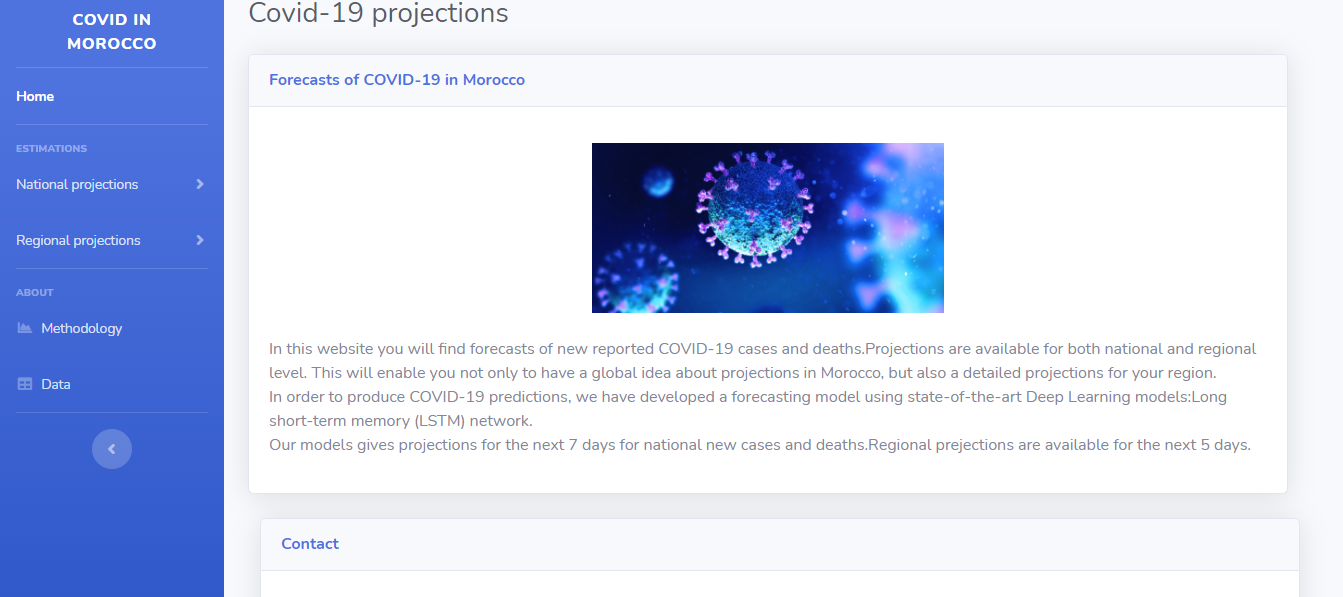 COVID IN
MOROCCO
Home
ESTIMATIONS
National projections
Regional projections
ABOUT
Methodology
Data
Covid-19 projections
Forecasts of COVID-19 in Morocco
In this website you will find forecasts of new reported COVID-19 cases and deaths.Projections are available for both national and regional
level. This will enable you not only to have a global idea about projections in Morocco, but also a detailed projections for your region.
In order to produce COVID-19 predictions, we have developed a forecasting model using state-of-the-art Deep Learning models:Long
short-term memory (LSTM) network.
Our models gives projections for the next 7 days for national new cases and deaths.Regional prejections are available for the next 5 days.
Contact